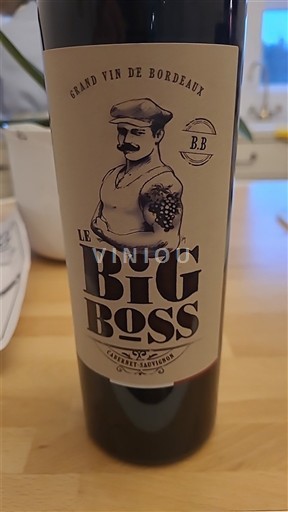 GRAND VIN DE BORDEAUX
B.B
LE
VINIOU
BIG
BOSS
CABERNET-SAUVIGNON